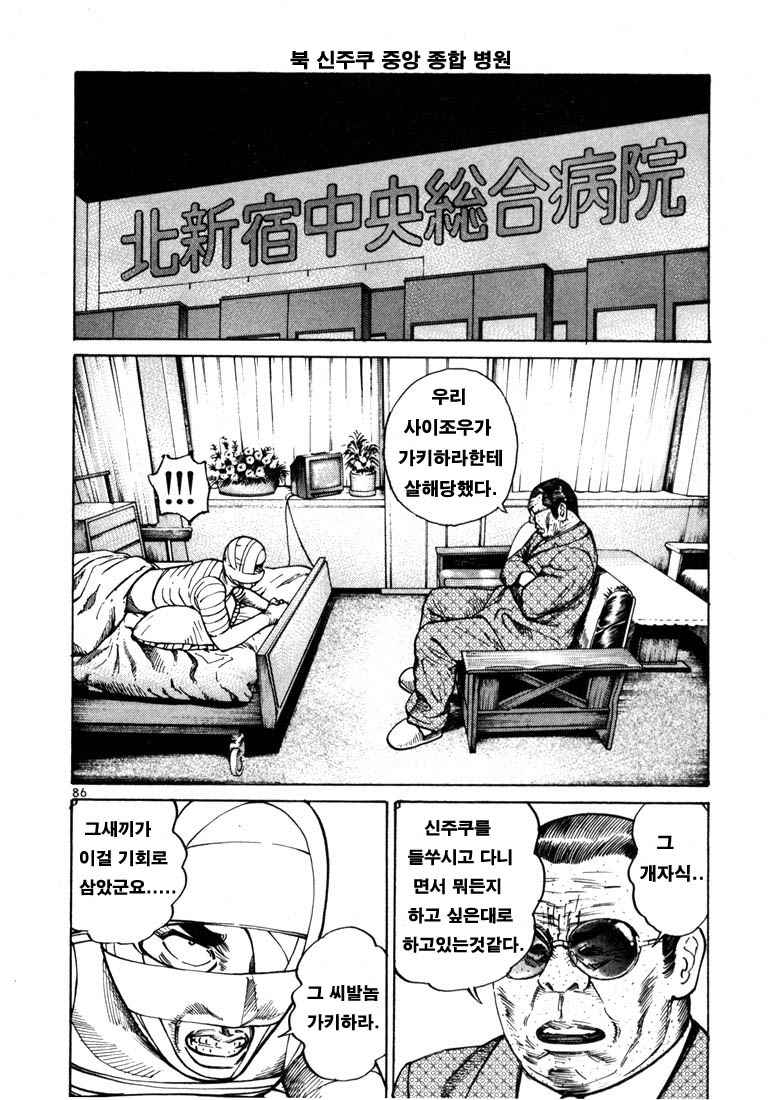 북 신주쿠 중앙 종합 병원
北新宿中央総合病院
우리
사이조우가
가키하라한테
살해당했다.
!!!
86
그
개자식..
신주쿠를
들쑤시고 다니
면서 뭐든지
하고 싶은대로
하고있는것같다.
그새끼가
이걸 기회로
삼았군요.....
그 씨발놈
가키하라.